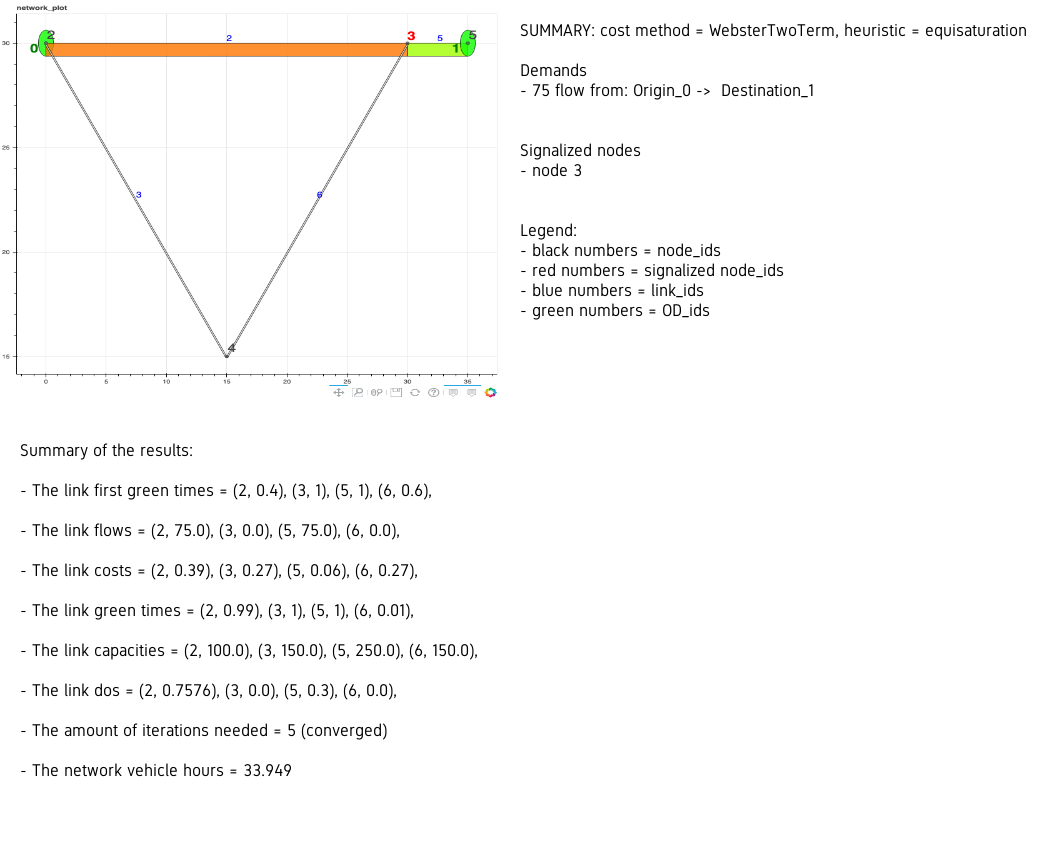 network_plot
2
5
30
0
2
3
5
1
25
3
6
20
4
15
0
5
10
15
20
25
30
35
SUMMARY: cost method = WebsterTwoTerm, heuristic = equisaturation
Demands
- 75 flow from: Origin_0 -> Destination_1
Signalized nodes
- node 3
Legend:
- black numbers = node_ids
- red numbers = signalized node_ids
- blue numbers = link_ids
- green numbers = OD_ids
Summary of the results:
- The link first green times = (2, 0.4), (3, 1), (5, 1), (6, 0.6),
- The link flows = (2, 75.0), (3, 0.0), (5, 75.0), (6, 0.0),
- The link costs = (2, 0.39), (3, 0.27), (5, 0.06), (6, 0.27),
- The link green times = (2, 0.99), (3, 1), (5, 1), (6, 0.01),
- The link capacities = (2, 100.0), (3, 150.0), (5, 250.0), (6, 150.0),
- The link dos = (2, 0.7576), (3, 0.0), (5, 0.3), (6, 0.0),
- The amount of iterations needed = 5 (converged)
- The network vehicle hours = 33.949